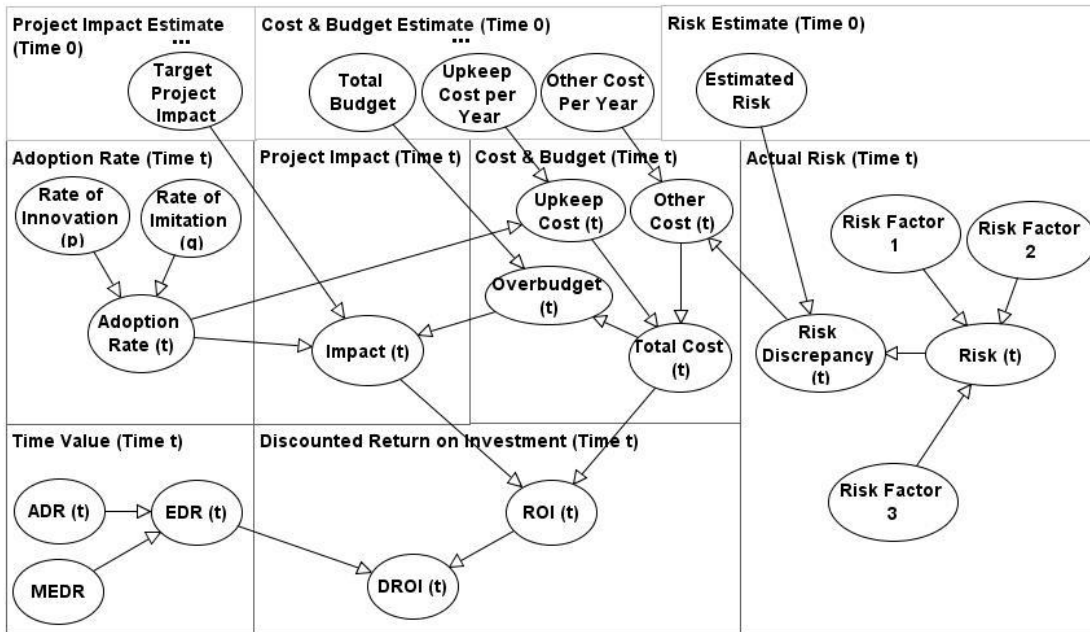 Project Impact Estimate
(Time 0)
...
Target
Project
Impact
Cost & Budget Estimate (Time 0)
...
Total
Budget
Upkeep
Cost per
Year
Other Cost
Per Year
Risk Estimate (Time 0)
Estimated
Risk
Adoption Rate (Time t)
Rate of
Innovation
(p)
Rate of
Imitation
(q)
Adoption
Rate (t)
Project Impact (Time t)
Impact (t)
Cost & Budget (Time t)
Upkeep
Cost (t)
Other
Cost (t)
Overbudget
(t)
Total Cost
(t)
Actual Risk (Time t)
Risk Factor
1
Risk Factor
2
Risk
Discrepancy
(t)
Risk (t)
Risk Factor
3
Time Value (Time t)
ADR (t)
EDR (t)
MEDR
Discounted Return on Investment (Time t)
ROI (t)
DROI (t)